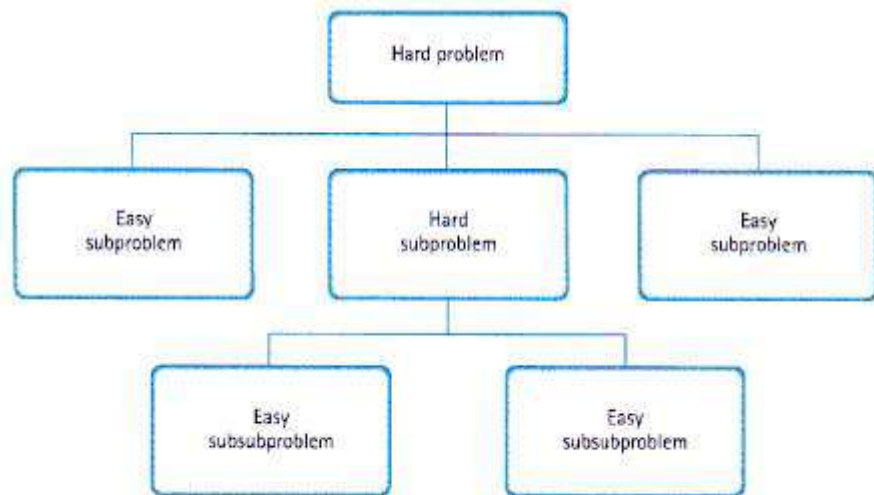 Hard problem
Easy
subproblem
Hard
subproblem
Easy
subproblem
Easy
subsubproblem
Easy
subsubproblem